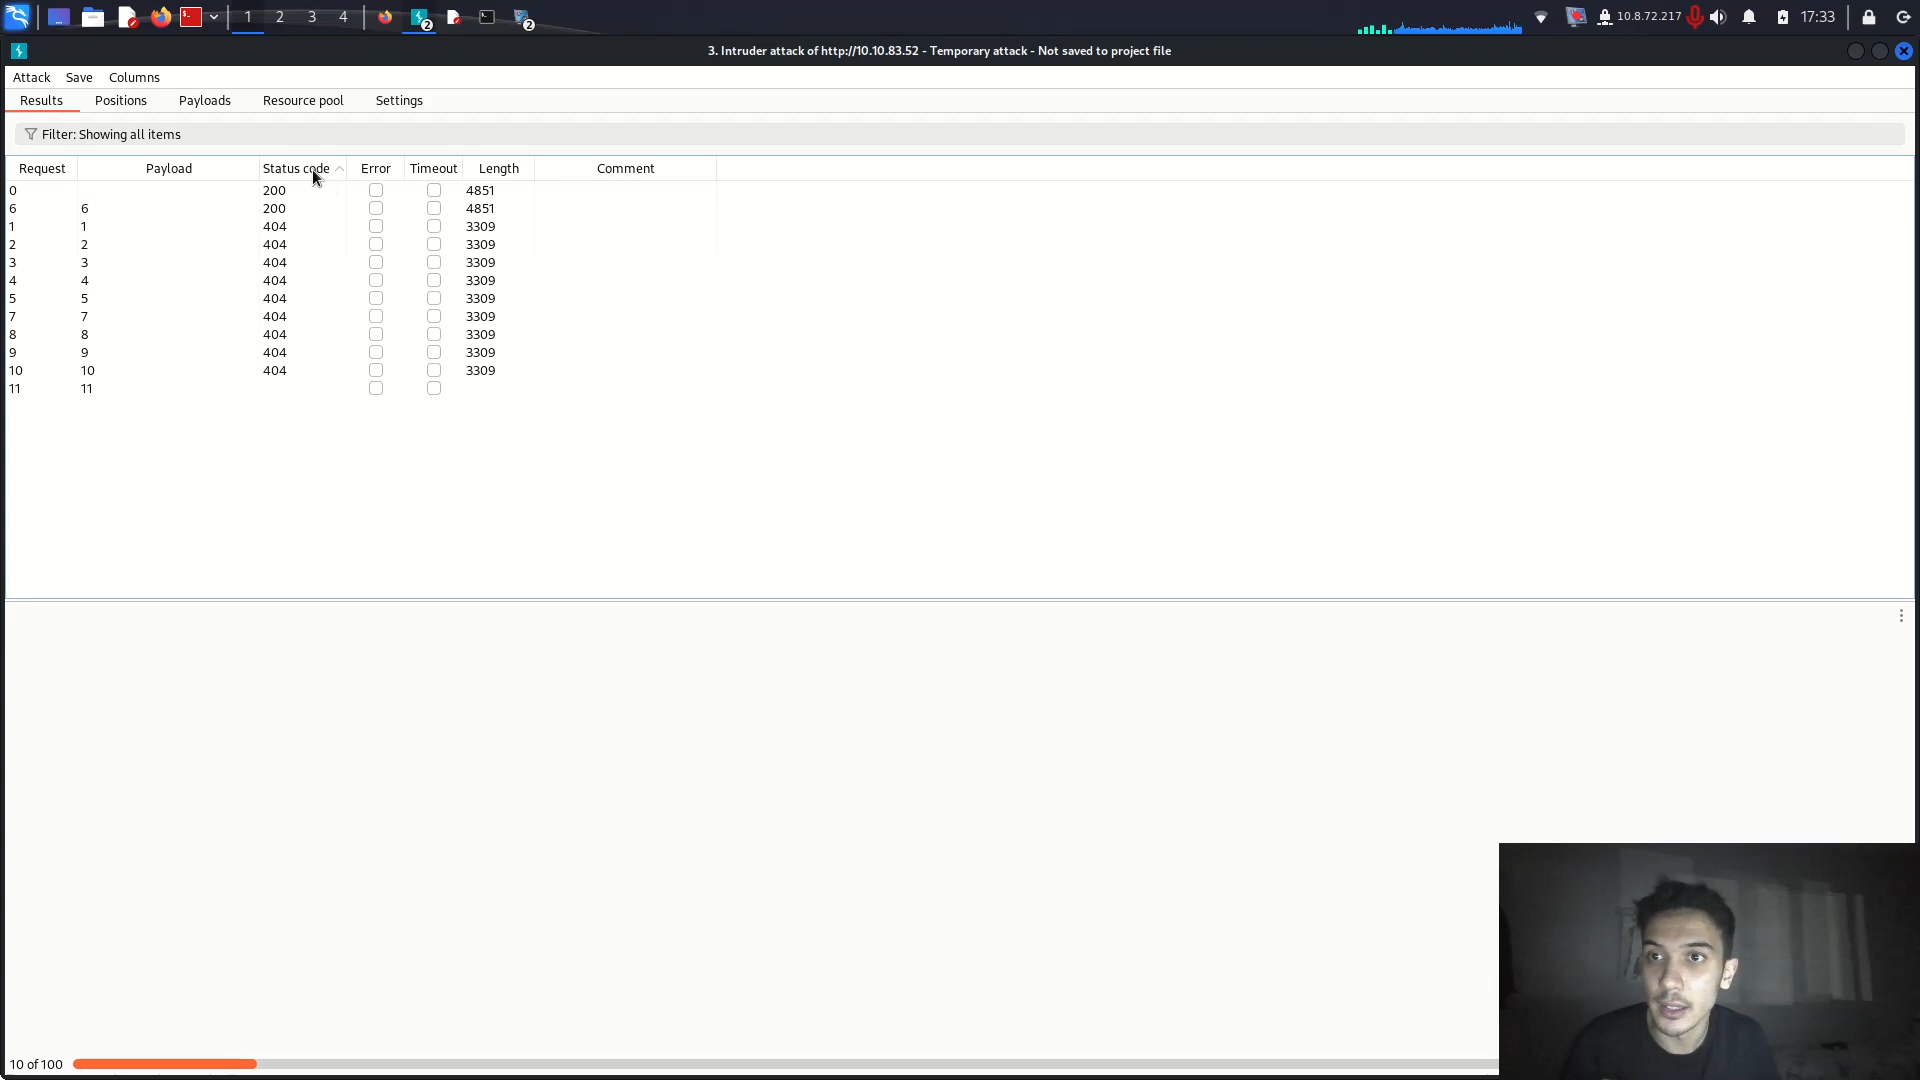 1 2 3 4 2 2 10.8.72.217 17:33
3. Intruder attack of http://10.10.83.52 - Temporary attack - Not saved to project file
Attack Save Columns
Results Positions Payloads Resource pool Settings
Filter: Showing all items
Request Payload Status code Error Timeout Length Comment
0 200 4851
6 6 200 4851
1 1 404 3309
2 2 404 3309
3 3 404 3309
4 4 404 3309
5 5 404 3309
7 7 404 3309
8 8 404 3309
9 9 404 3309
10 10 404 3309
11 11
10 of 100